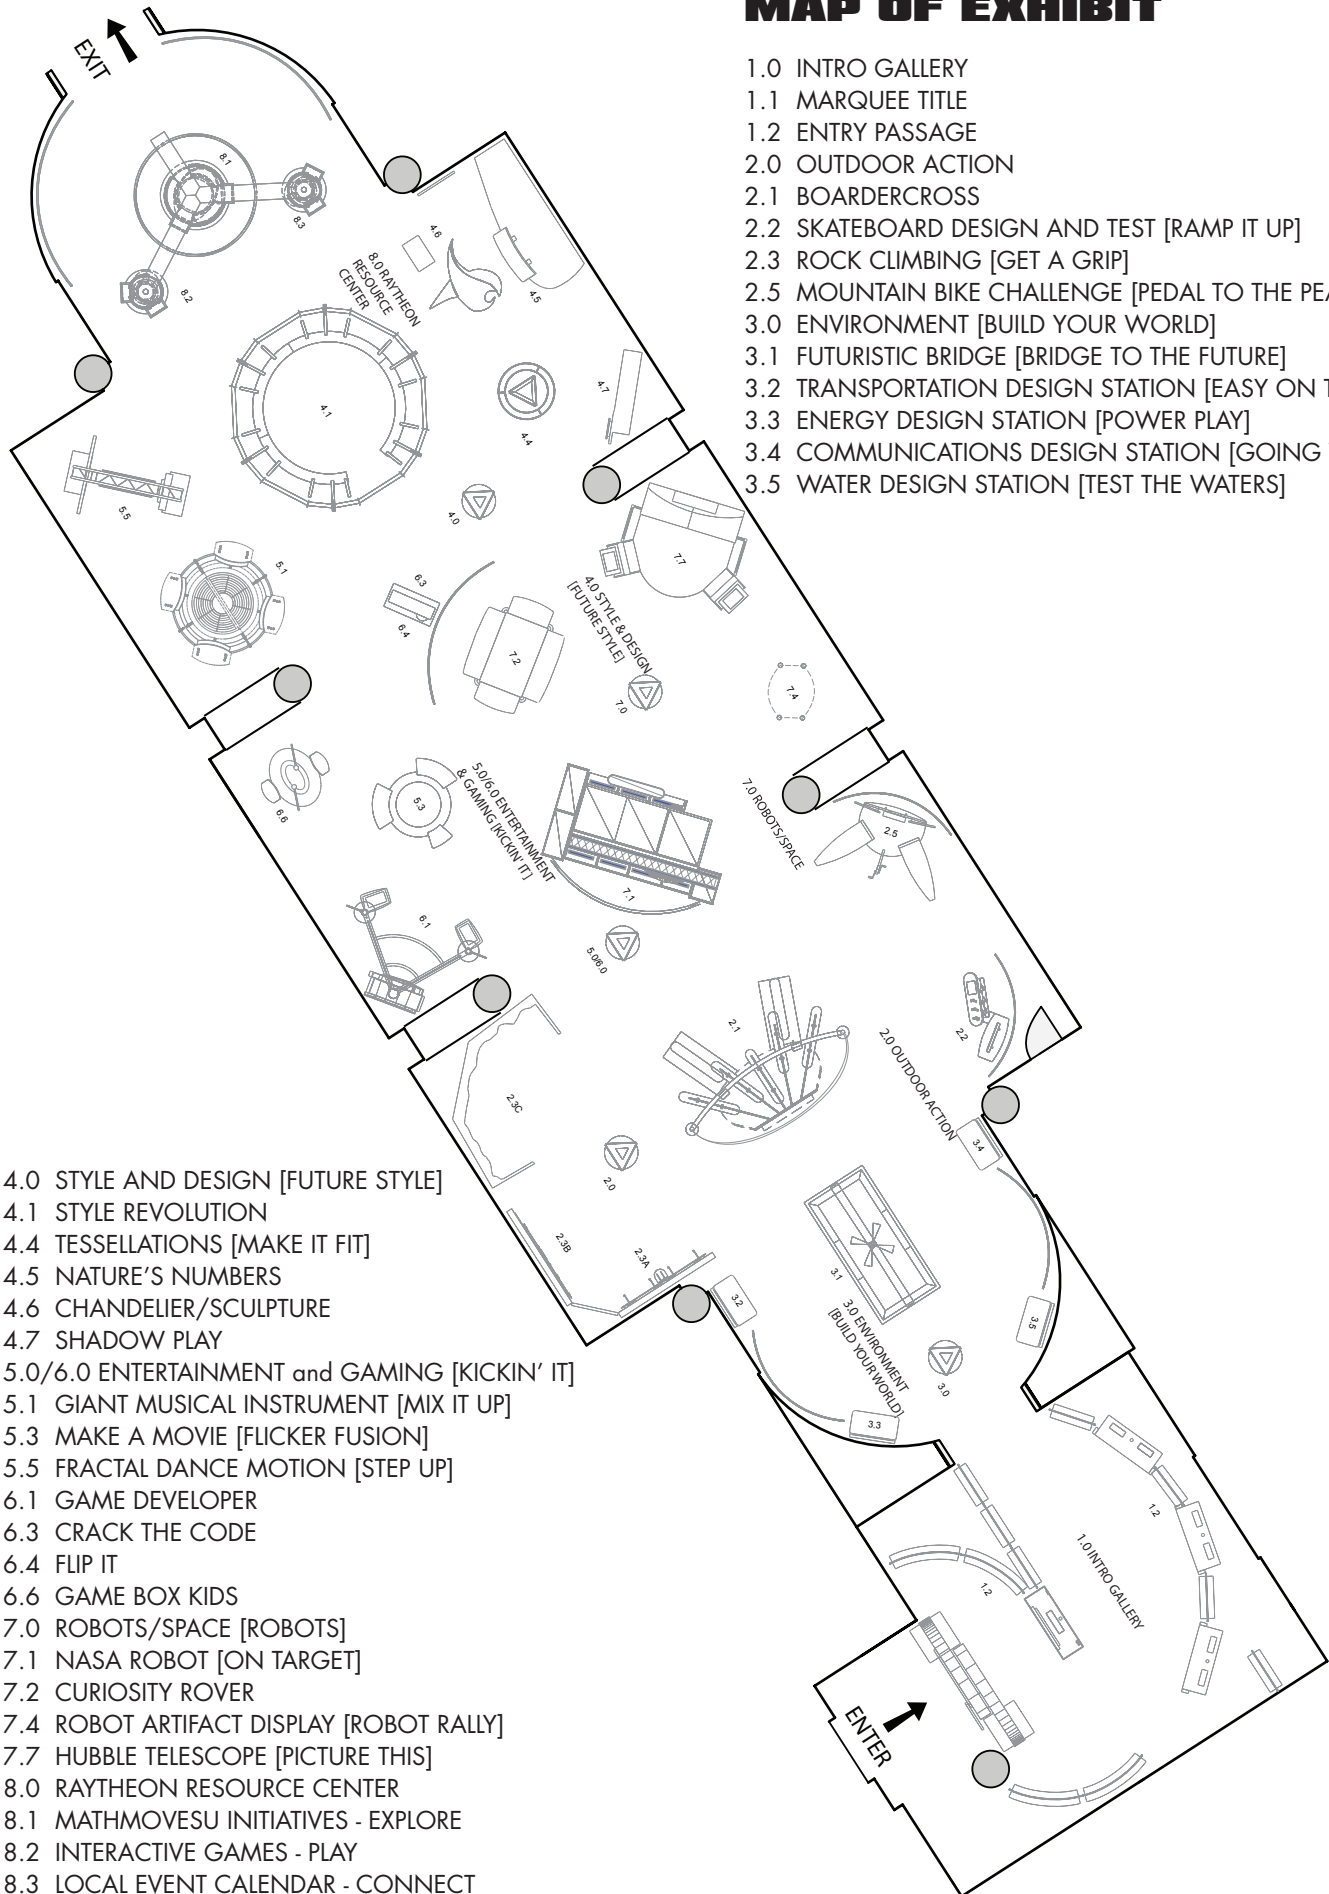 MAP OF EXHIBIT
1.0 INTRO GALLERY
1.1 MARQUEE TITLE
1.2 ENTRY PASSAGE
2.0 OUTDOOR ACTION
2.1 BOARDERCROSS
2.2 SKATEBOARD DESIGN AND TEST [RAMP IT UP]
2.3 ROCK CLIMBING [GET A GRIP]
2.5 MOUNTAIN BIKE CHALLENGE [PEDAL TO THE
3.0 ENVIRONMENT [BUILD YOUR WORLD]
3.1 FUTURISTIC BRIDGE [BRIDGE TO THE FUTURE]
3.2 TRANSPORTATION DESIGN STATION [EASY ON
3.3 ENERGY DESIGN STATION [POWER PLAY]
3.4 COMMUNICATIONS DESIGN STATION [GOING
3.5 WATER DESIGN STATION [TEST THE WATERS]
EXIT
8.1
8.3
8.2
8.0 RAYTHEON
RESOURCE
CENTER
4.6
4.5
4.1
4.7
4.4
4.0
5.5
5.1
6.3
6.4
7.7
4.0 STYLE & DESIGN
[FUTURE STYLE]
7.2
7.0
7.4
6.6
5.3
5.0/6.0 ENTERTAINMENT
& GAMING [KICKIN' IT]
7.1
7.0 ROBOTS/SPACE
2.5
6.1
5.0/6.0
2.1
2.2
2.0 OUTDOOR ACTION
2.3C
2.0
3.4
2.3B
2.3A
3.2
3.1
3.5
3.0 ENVIRONMENT
[BUILD YOUR WORLD]
3.0
3.3
1.2
1.2
1.0 INTRO GALLERY
ENTER
4.0 STYLE AND DESIGN [FUTURE STYLE]
4.1 STYLE REVOLUTION
4.4 TESSELLATIONS [MAKE IT FIT]
4.5 NATURE'S NUMBERS
4.6 CHANDELIER/SCULPTURE
4.7 SHADOW PLAY
5.0/6.0 ENTERTAINMENT and GAMING [KICKIN' IT]
5.1 GIANT MUSICAL INSTRUMENT [MIX IT UP]
5.3 MAKE A MOVIE [FLICKER FUSION]
5.5 FRACTAL DANCE MOTION [STEP UP]
6.1 GAME DEVELOPER
6.3 CRACK THE CODE
6.4 FLIP IT
6.6 GAME BOX KIDS
7.0 ROBOTS/SPACE [ROBOTS]
7.1 NASA ROBOT [ON TARGET]
7.2 CURIOSITY ROVER
7.4 ROBOT ARTIFACT DISPLAY [ROBOT RALLY]
7.7 HUBBLE TELESCOPE [PICTURE THIS]
8.0 RAYTHEON RESOURCE CENTER
8.1 MATHMOVESU INITIATIVES - EXPLORE
8.2 INTERACTIVE GAMES - PLAY
8.3 LOCAL EVENT CALENDAR - CONNECT